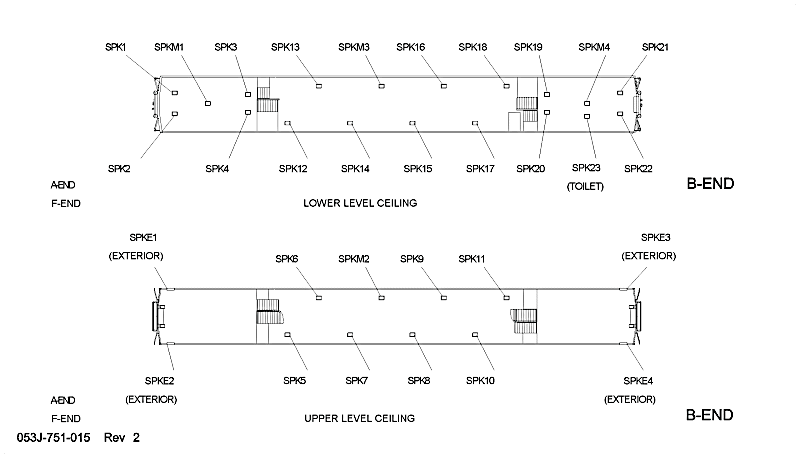 SPK1 SPKM1 SPK3 SPK13 SPKM3 SPK16 SPK18 SPK19 SPKM4 SPK21
SPK2 SPK4 SPK12 SPK14 SPK15 SPK17 SPK20 SPK23 SPK22
(TOILET)
A-END B-END
F-END LOWER LEVEL CEILING
SPKE1 SPKE3
(EXTERIOR) SPK6 SPKM2 SPK9 SPK11 (EXTERIOR)
SPKE2 SPK5 SPK7 SPK8 SPK10 SPKE4
(EXTERIOR) (EXTERIOR)
A-END
F-END UPPER LEVEL CEILING B-END
053J-751-015 Rev 2